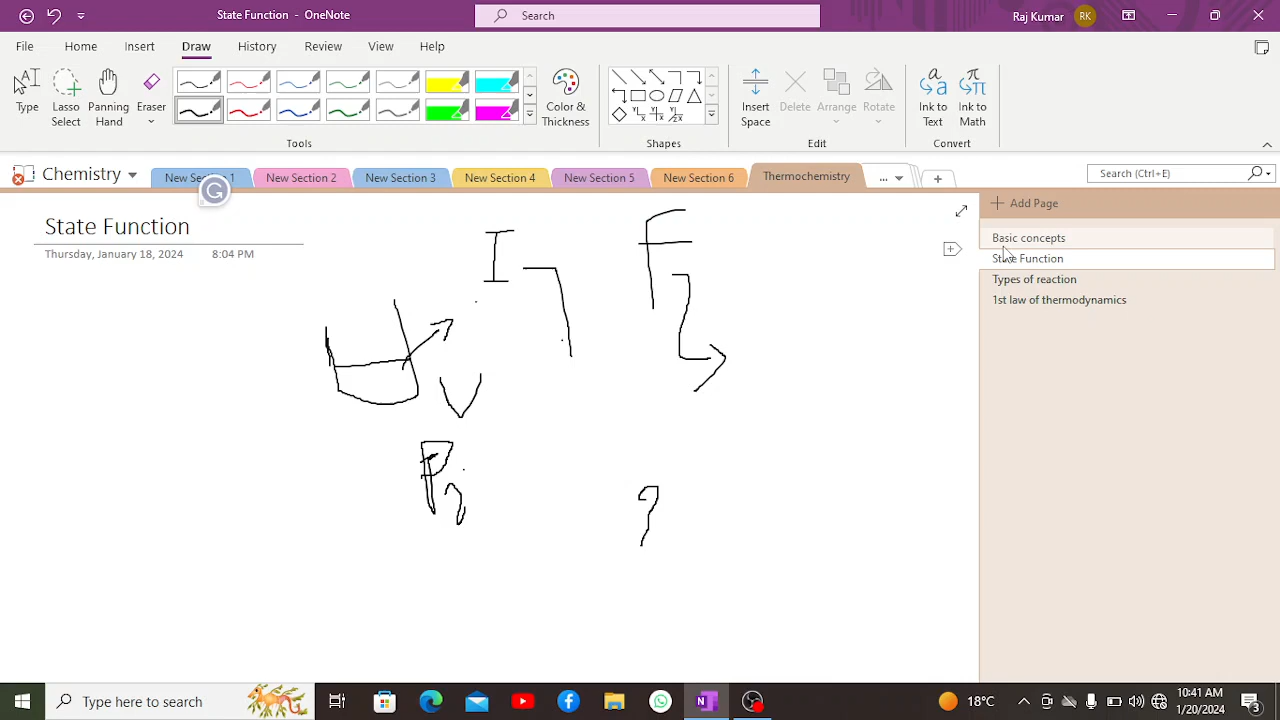 State Function - OneNote
Search
Raj Kumar RK
File Home Insert Draw History Review View Help
Type
Lasso Select
Panning Hand
Eraser
Color & Thickness
Insert Space
Delete
Arrange
Rotate
Ink to Text
Ink to Math
Tools
Shapes
Edit
Convert
Chemistry
New Section 1
New Section 2
New Section 3
New Section 4
New Section 5
New Section 6
Thermochemistry
...
Search (Ctrl+E)
Add Page
Basic concepts
State Function
Types of reaction
1st law of thermodynamics
State Function
Thursday, January 18, 2024 8:04 PM
I F
V
?
Type here to search
18°C
10:41 AM
1/20/2024
3